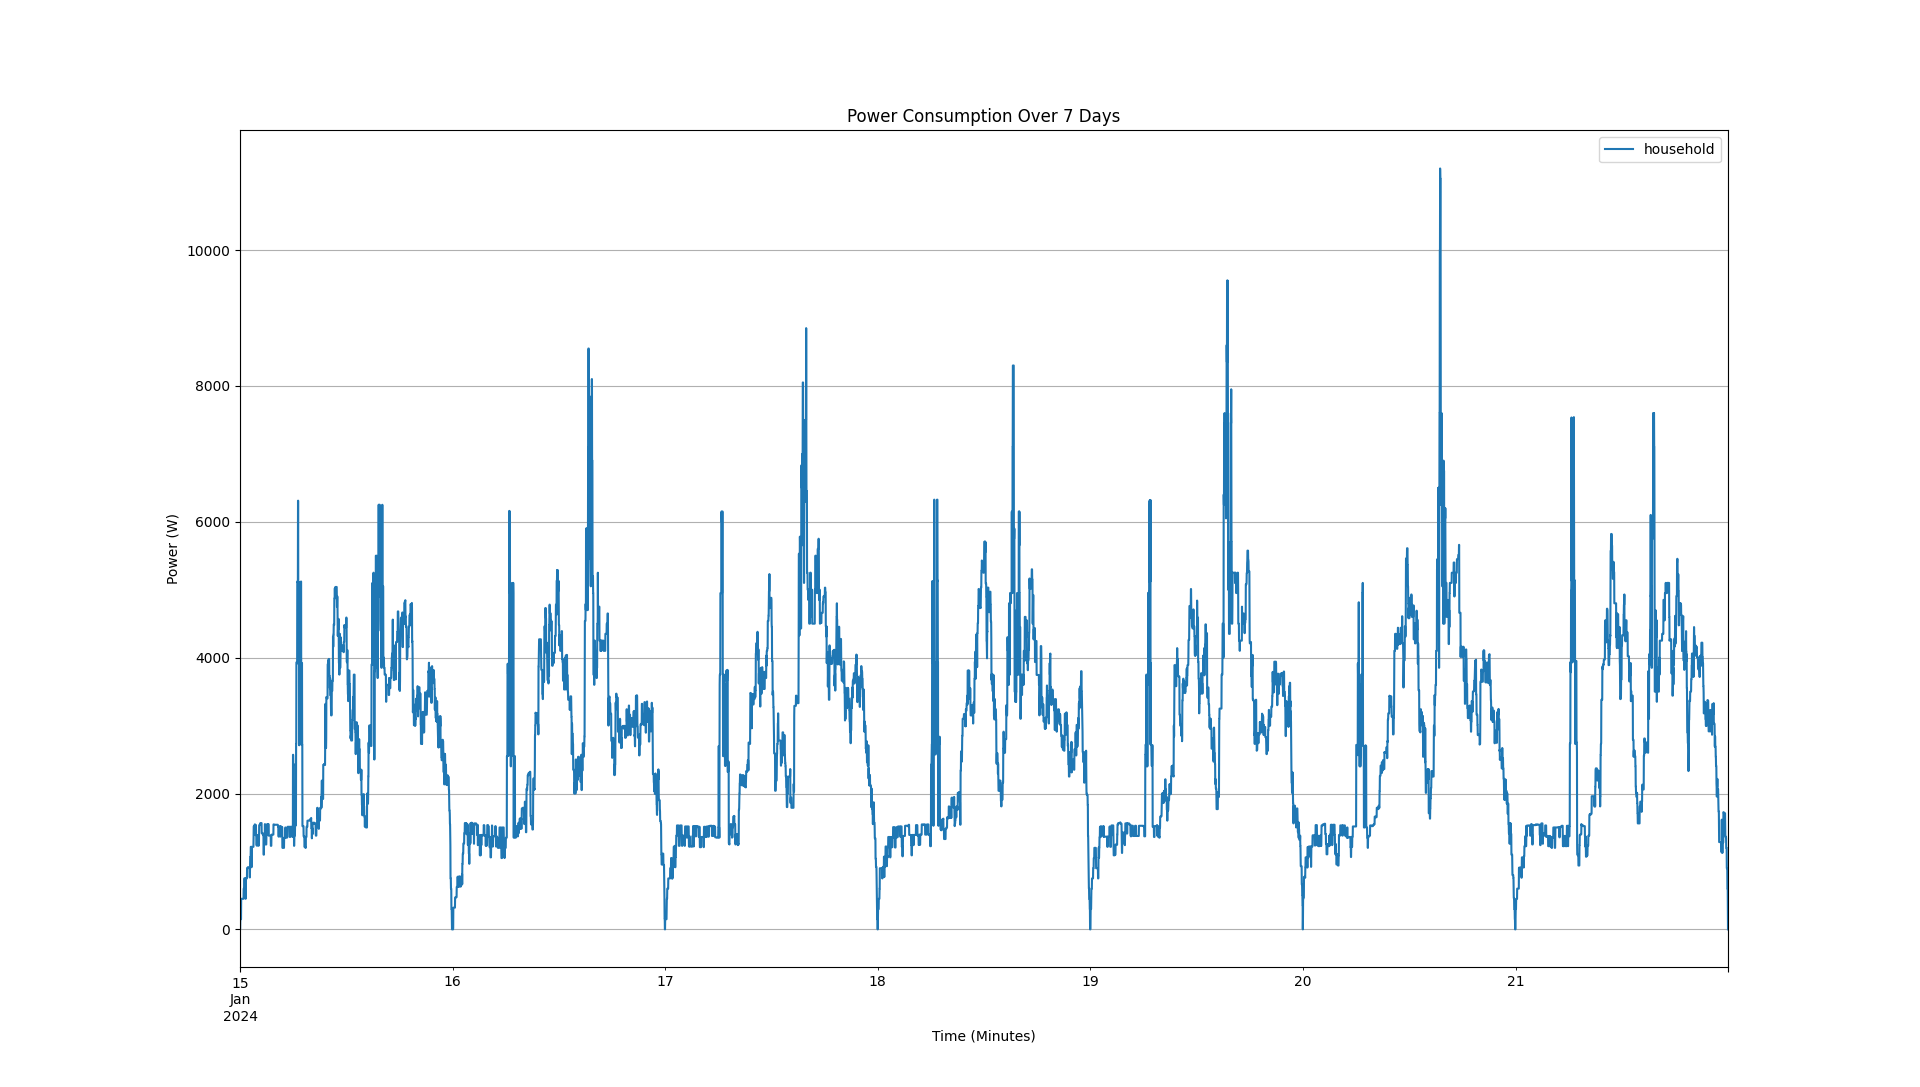 Power Consumption Over 7 Days
household
10000
8000
6000
4000
2000
0
Power (W)
15 16 17 18 19 20 21
Jan
2024
Time (Minutes)